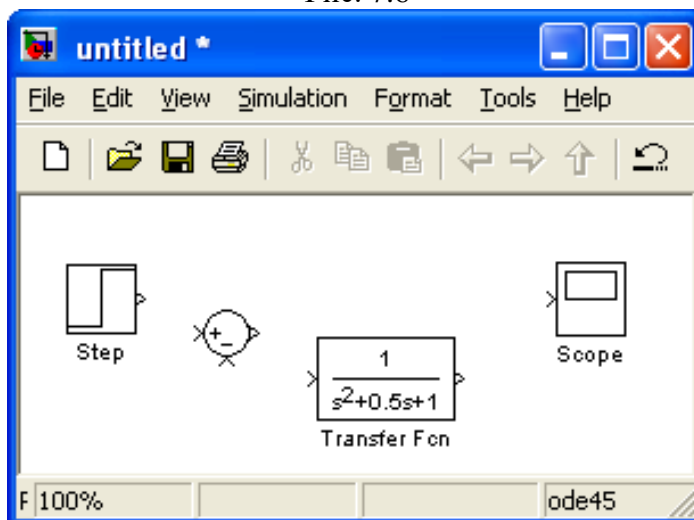 untitled *
File Edit View Simulation Format Tools Help
Step
+
-
1
s²+0.5s+1
Transfer Fcn
Scope
F 100% ode45